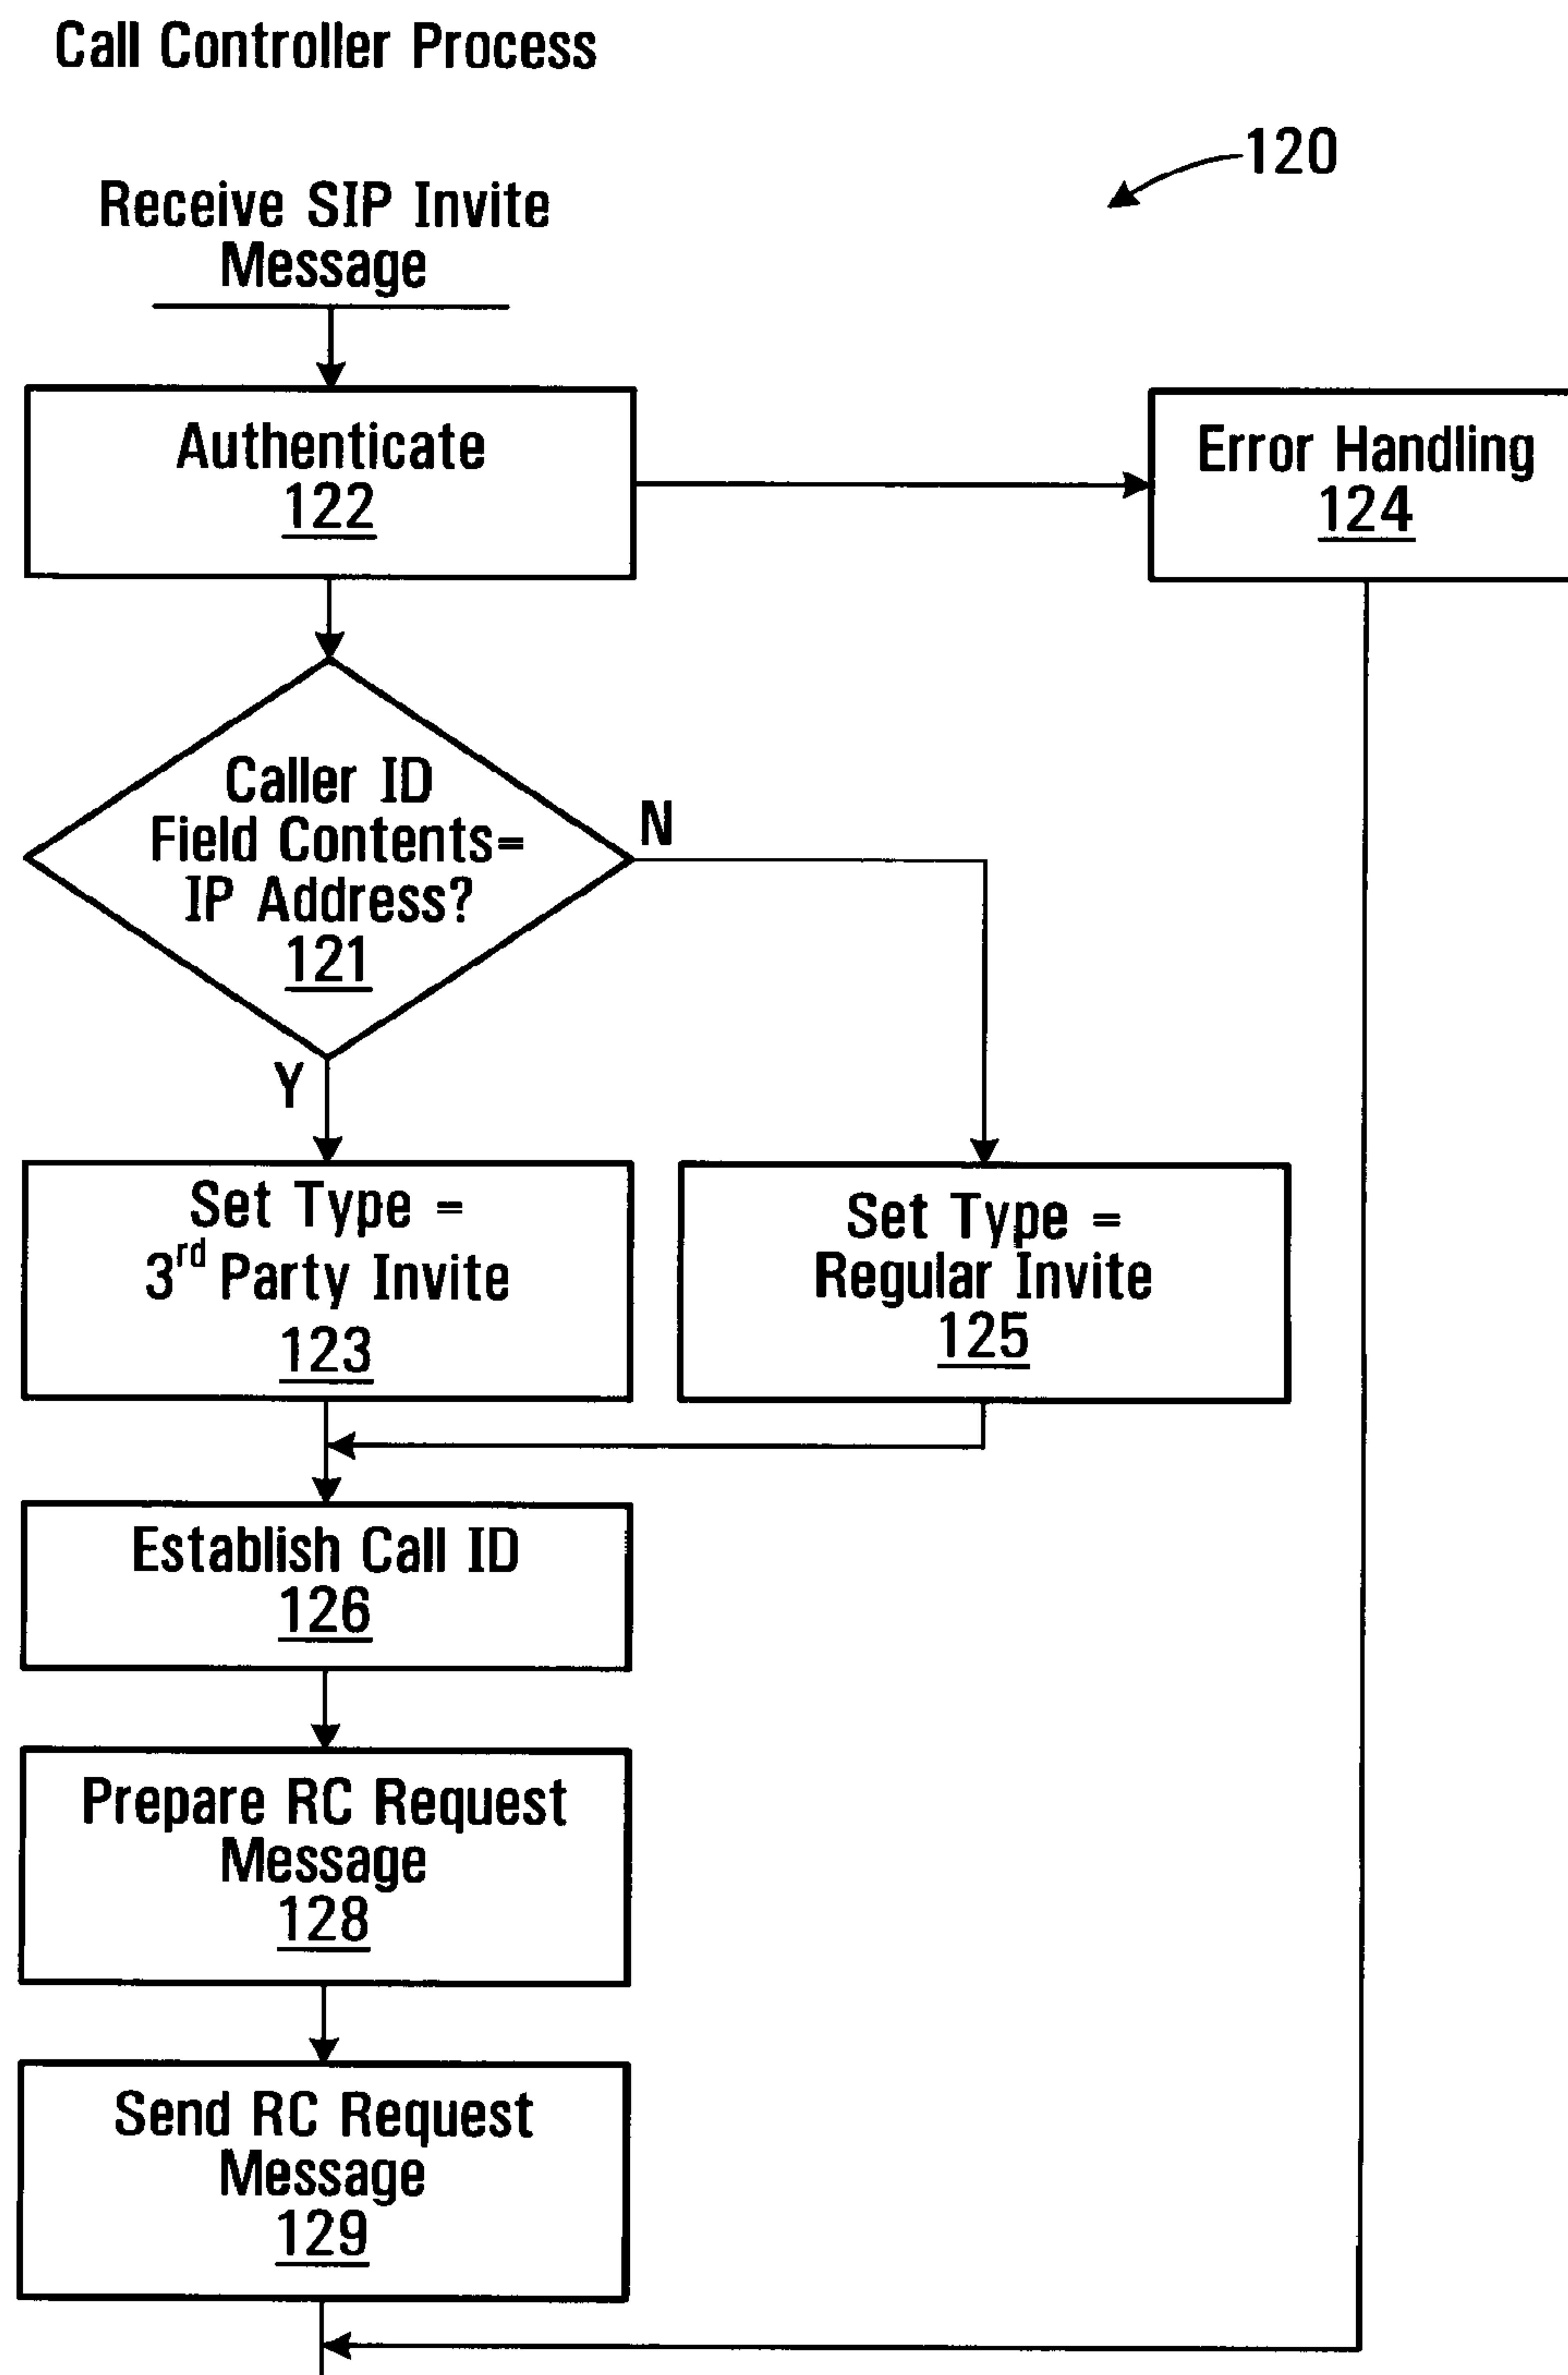 Call Controller Process
120
Receive SIP Invite
Message
Authenticate
122
Error Handling
124
Caller ID
Field Contents=
IP Address?
121
N
Y
Set Type =
3rd Party Invite
123
Set Type =
Regular Invite
125
Establish Call ID
126
Prepare RC Request
Message
128
Send RC Request
Message
129